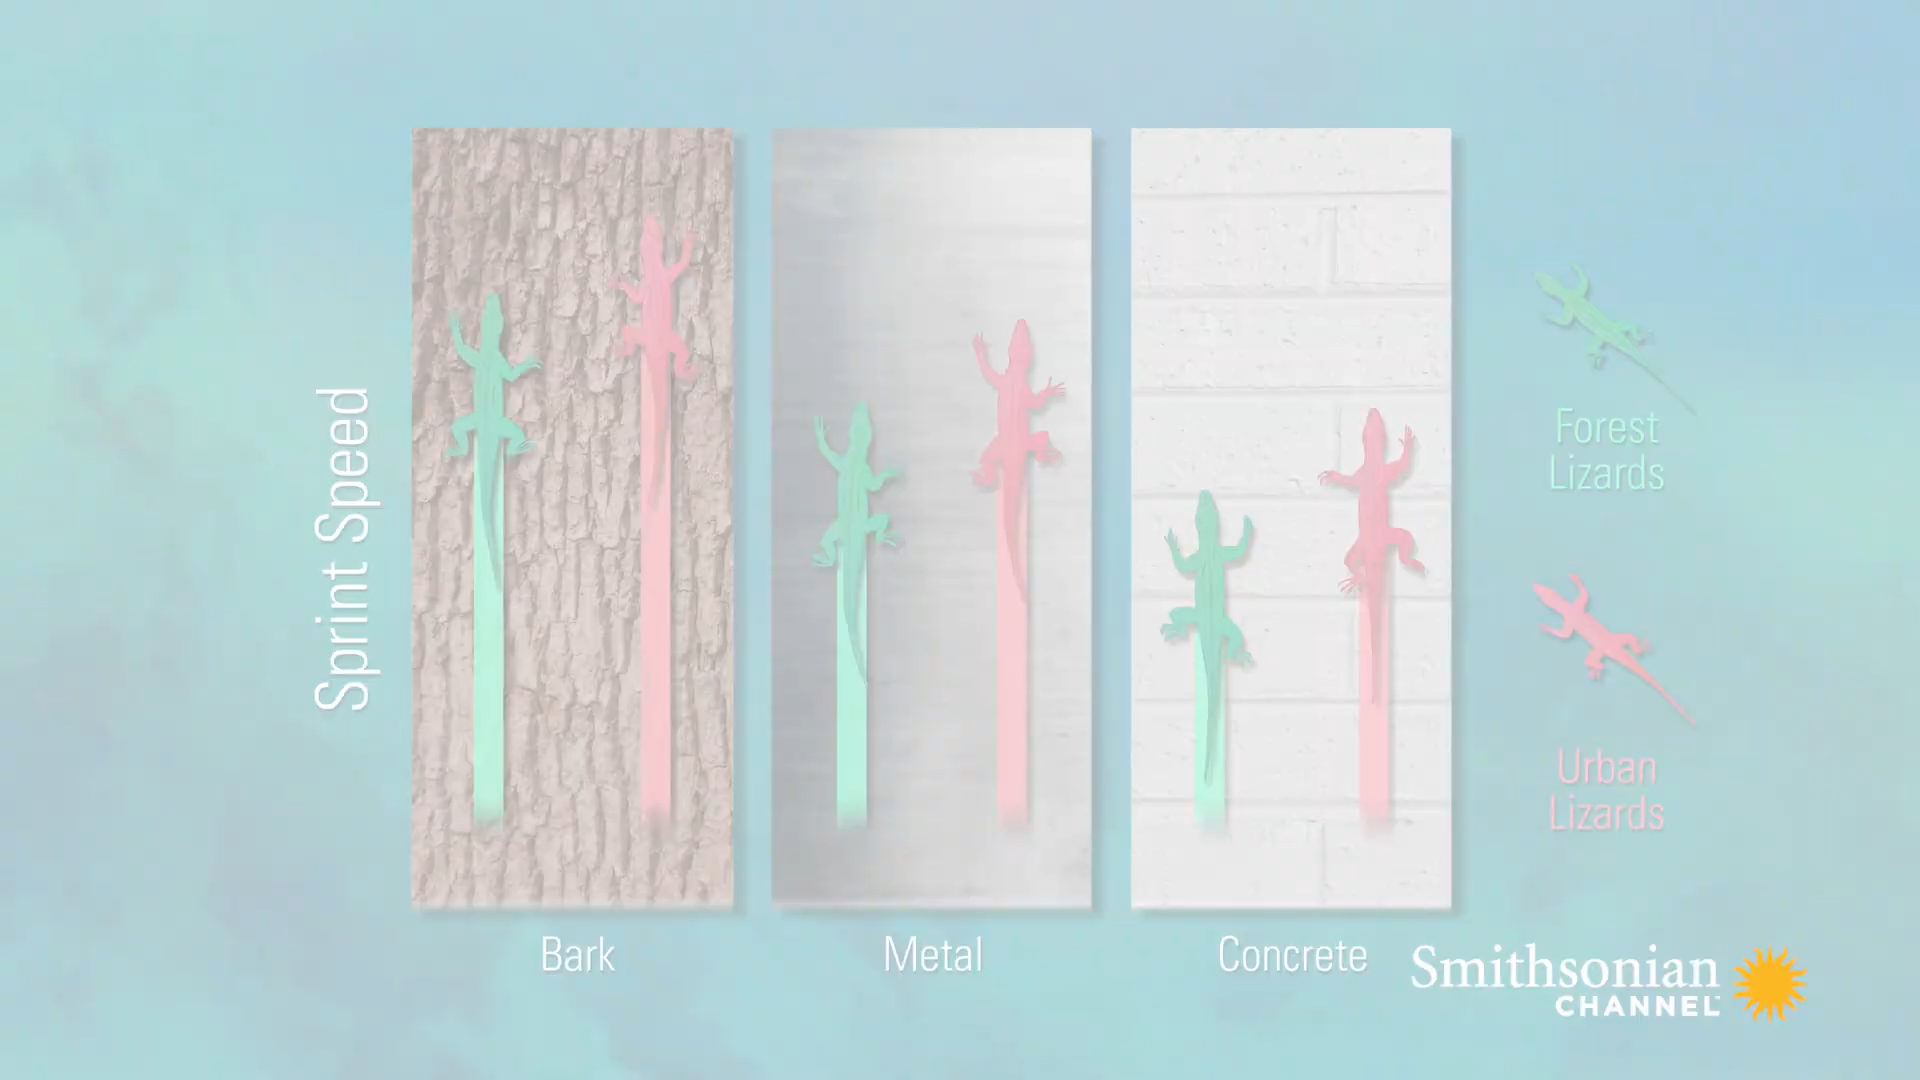 Sprint Speed
Bark
Metal
Concrete
Forest
Lizards
Urban
Lizards
Smithsonian
CHANNEL